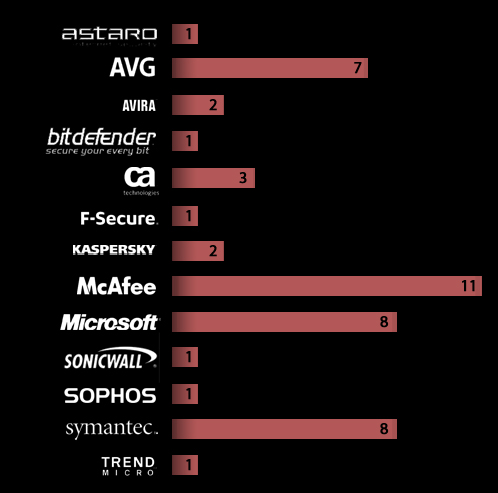 astaro 1
AVG 7
AVIRA 2
bitdefender 1
secure your every bit
ca 3
technologies
F-Secure. 1
KASPERSKY 2
McAfee 11
Microsoft 8
SONICWALL 1
SOPHOS 1
symantec. 8
TREND 1
MICRO